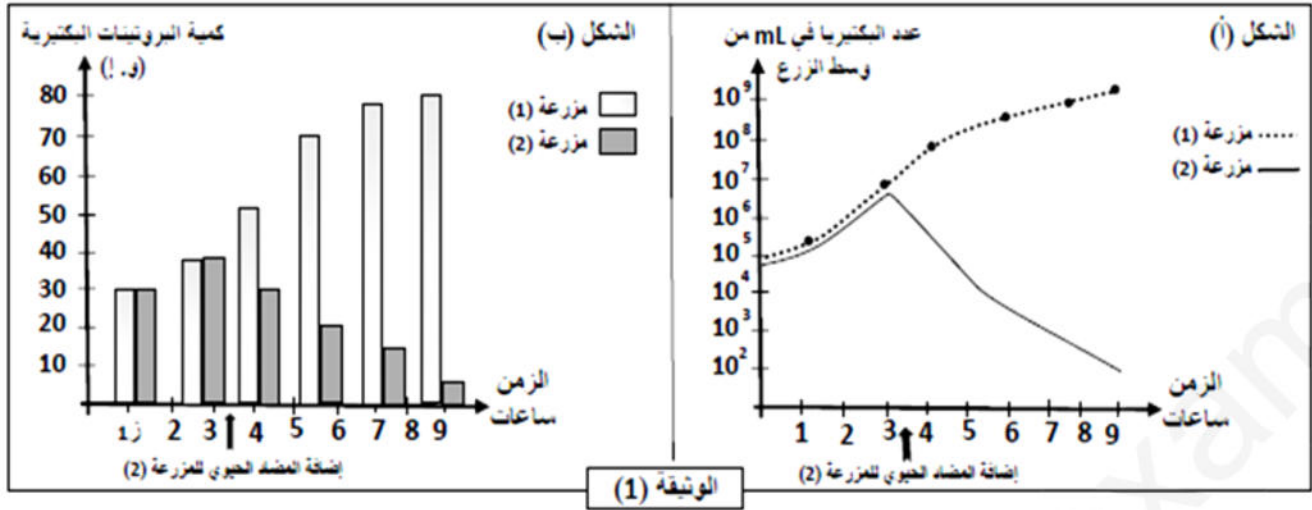 الشكل (أ)
عدد البكتيريا في mL من
وسط الزرع
10⁹
10⁸
10⁷
10⁶
10⁵
10⁴
10³
10²
مزرعة (1)
مزرعة (2)
1 2 3 4 5 6 7 8 9
الزمن
ساعات
إضافة المضاد الحيوي للمزرعة (2)
الشكل (ب)
كمية البروتينات البكتيرية
(و. إ)
80
70
60
50
40
30
20
10
مزرعة (1)
مزرعة (2)
ز1 2 3 4 5 6 7 8 9
الزمن
ساعات
إضافة المضاد الحيوي للمزرعة (2)
الوثيقة (1)
xam